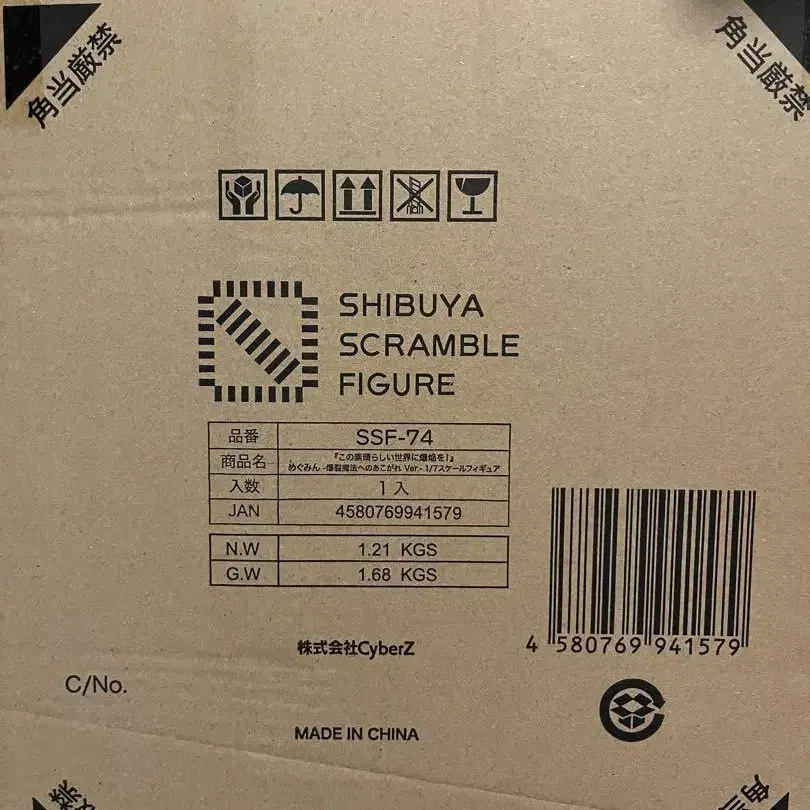 角当厳禁
角当厳禁
SHIBUYA
SCRAMBLE
FIGURE
品番 SSF-74
商品名 『この素晴らしい世界に爆焔を!』
めぐみん -爆裂魔法へのあこがれ Ver.- 1/7スケールフィギュア
入数 1 入
JAN 4580769941579
N.W 1.21 KGS
G.W 1.68 KGS
4 580769 941579
株式会社CyberZ
C/No.
MADE IN CHINA
禁
角